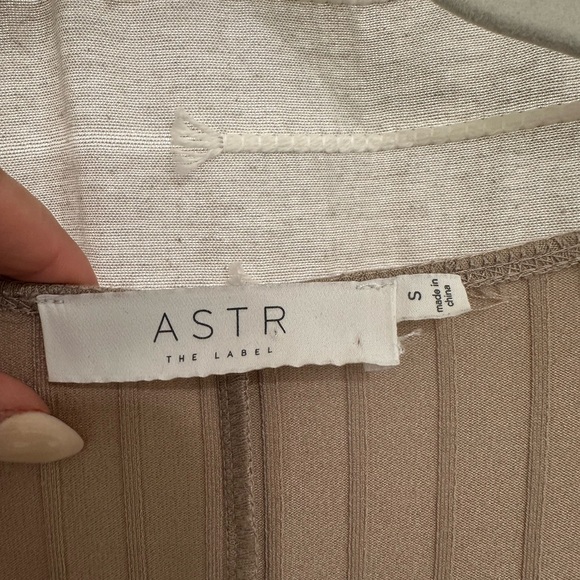 ASTR
THE LABEL
S
made in
china